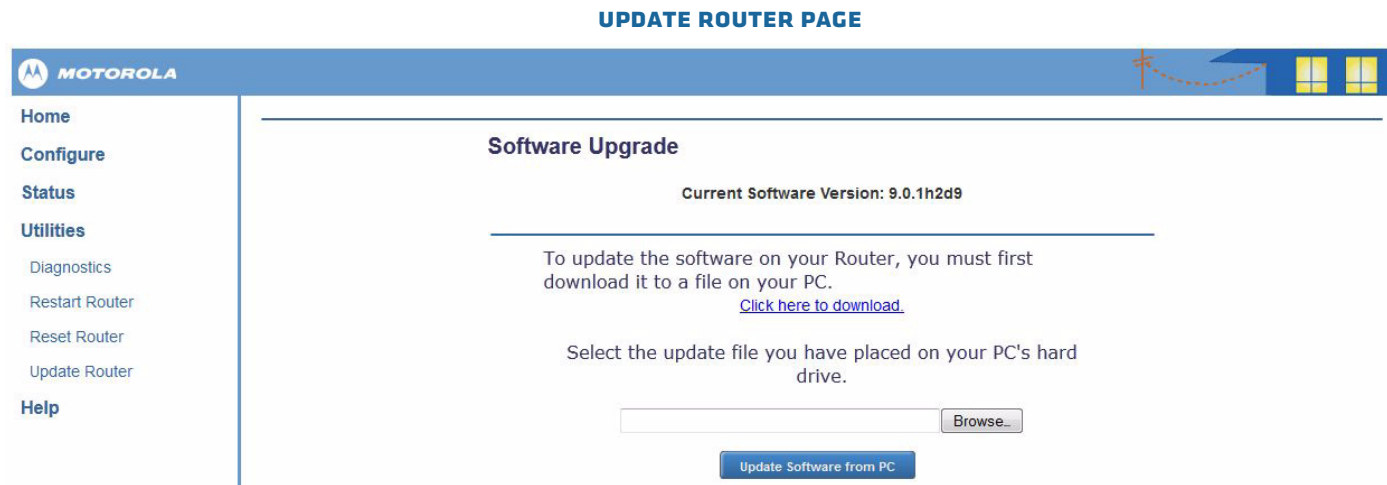 UPDATE ROUTER PAGE
MOTOROLA
Home
Configure
Status
Utilities
Diagnostics
Restart Router
Reset Router
Update Router
Help
Software Upgrade
Current Software Version: 9.0.1h2d9
To update the software on your Router, you must first
download it to a file on your PC.
Click here to download.
Select the update file you have placed on your PC's hard
drive.
Browse...
Update Software from PC